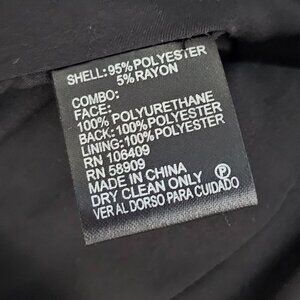 SHELL: 95% POLYESTER
5% RAYON
COMBO:
FACE:
100% POLYURETHANE
BACK: 100% POLYESTER
LINING: 100% POLYESTER
RN 106409
RN 58909
MADE IN CHINA
DRY CLEAN ONLY Ⓟ
VER AL DORSO PARA CUIDADO